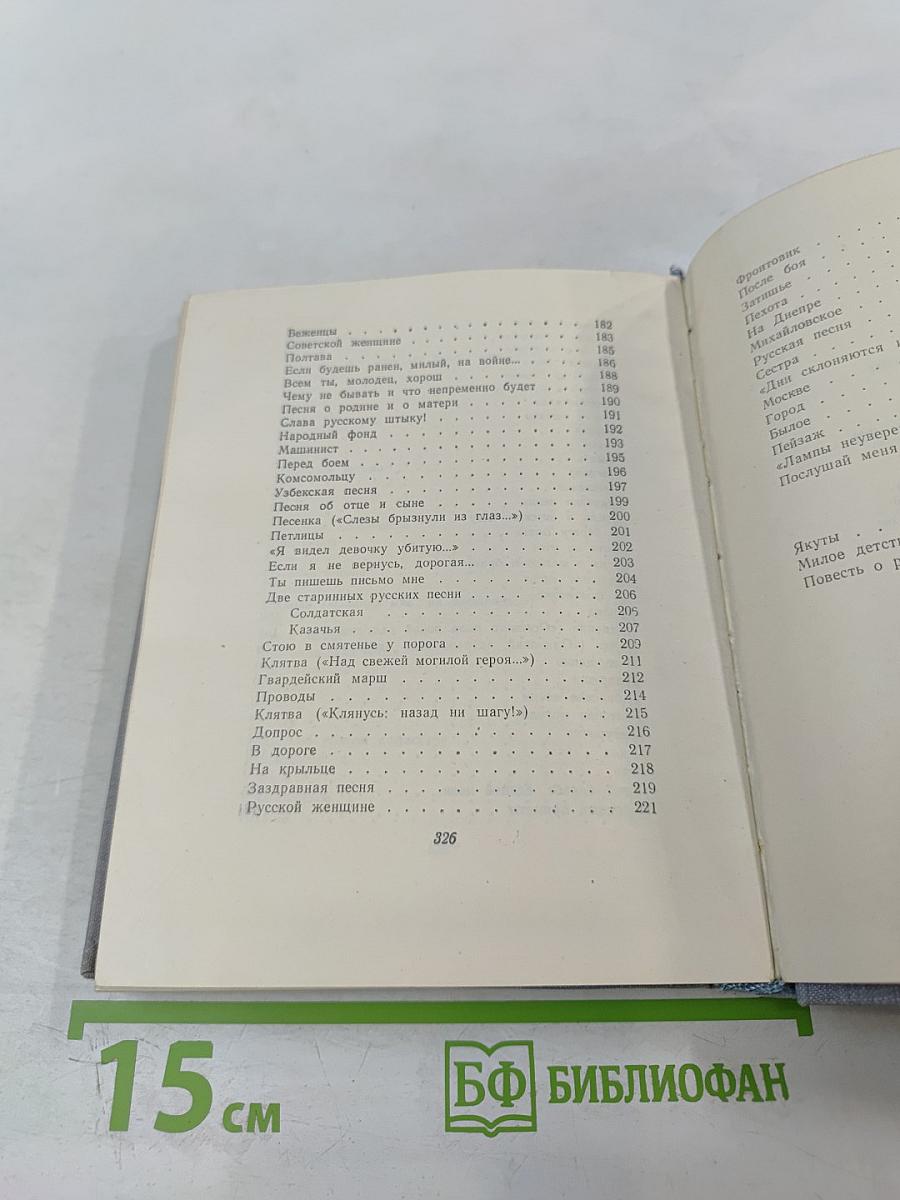 Беженцы . . . . . . . . . . . . . . . 182
Советской женщине . . . . . . . . . . . 183
Полтава . . . . . . . . . . . . . . . 185
Если будешь ранен, милый, на войне... . . . . 186
Всем ты, молодец, хорош . . . . . . . . . 188
Чему не бывать и что непременно будет . . . . 189
Песня о родине и о матери . . . . . . . . 190
Слава русскому штыку! . . . . . . . . . . 191
Народный фонд . . . . . . . . . . . . . 192
Машинист . . . . . . . . . . . . . . . 193
Перед боем . . . . . . . . . . . . . . 195
Комсомольцу . . . . . . . . . . . . . . 196
Узбекская песня . . . . . . . . . . . . 197
Песня об отце и сыне . . . . . . . . . . 199
Песенка («Слезы брызнули из глаз...») . . . . 200
Петлицы . . . . . . . . . . . . . . . 201
«Я видел девочку убитую...» . . . . . . . . 202
Если я не вернусь, дорогая... . . . . . . . 203
Ты пишешь письмо мне . . . . . . . . . . 204
Две старинных русских песни . . . . . . . . 206
Солдатская . . . . . . . . . . . . 206
Казачья . . . . . . . . . . . . . 207
Стою в смятенье у порога . . . . . . . . . 209
Клятва («Над свежей могилой героя...») . . . . 211
Гвардейский марш . . . . . . . . . . . . 212
Проводы . . . . . . . . . . . . . . . 214
Клятва («Клянусь: назад ни шагу!») . . . . 215
Допрос . . . . . . . . . . . . . . . 216
В дороге . . . . . . . . . . . . . . . 217
На крыльце . . . . . . . . . . . . . . 218
Заздравная песня . . . . . . . . . . . . 219
Русской женщине . . . . . . . . . . . . 221
326
Фронтовик . . . .
После боя . . . .
Затишье . . . . .
Пехота . . . . .
На Днепре . . . .
Михайловское . . .
Русская песня . . .
Сестра . . . . .
«Дни склоняются
Москве . . . . .
Город . . . . .
Былое . . . . .
Пейзаж . . . .
«Лампы неувере
Послушай меня
Якуты . . .
Милое детст
Повесть о р
15 см
БФ БИБЛИОФАН